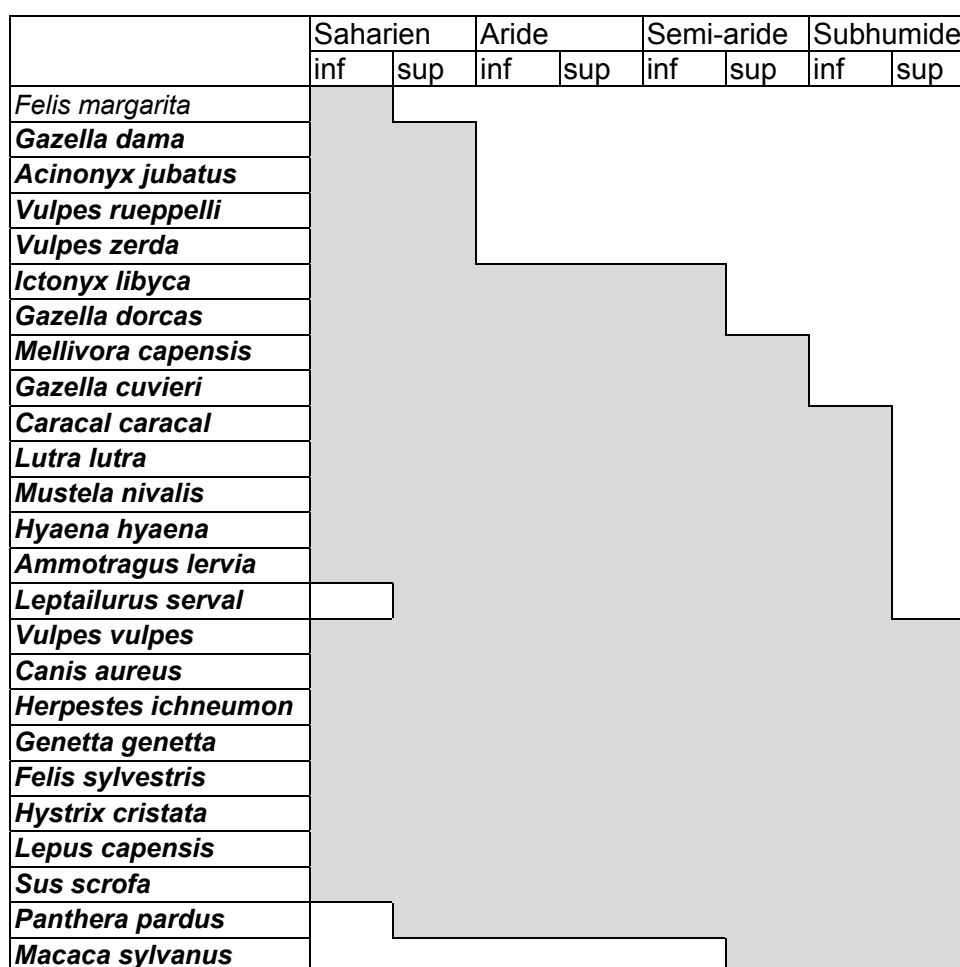 Saharien Aride Semi-aride Subhumide
inf sup inf sup inf sup inf sup
Felis margarita
Gazella dama
Acinonyx jubatus
Vulpes rueppelli
Vulpes zerda
Ictonyx libyca
Gazella dorcas
Mellivora capensis
Gazella cuvieri
Caracal caracal
Lutra lutra
Mustela nivalis
Hyaena hyaena
Ammotragus lervia
Leptailurus serval
Vulpes vulpes
Canis aureus
Herpestes ichneumon
Genetta genetta
Felis sylvestris
Hystrix cristata
Lepus capensis
Sus scrofa
Panthera pardus
Macaca sylvanus